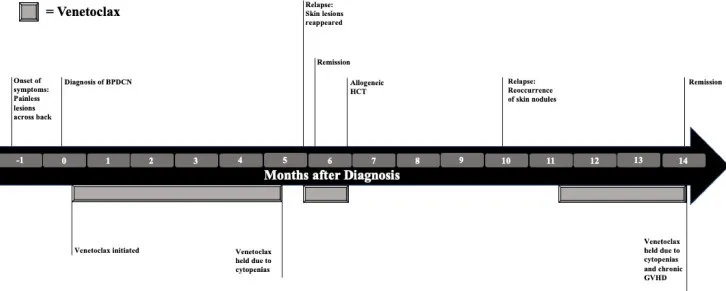 = Venetoclax
Relapse:
Skin lesions
reappeared
Remission
Onset of
symptoms:
Painless
lesions
across back
Diagnosis of BPDCN
Allogeneic
HCT
Relapse:
Reoccurrence
of skin nodules
Remission
-1 0 1 2 3 4 5 6 7 8 9 10 11 12 13 14
Months after Diagnosis
Venetoclax initiated
Venetoclax
held due to
cytopenias
Venetoclax
held due to
cytopenias
and chronic
GVHD